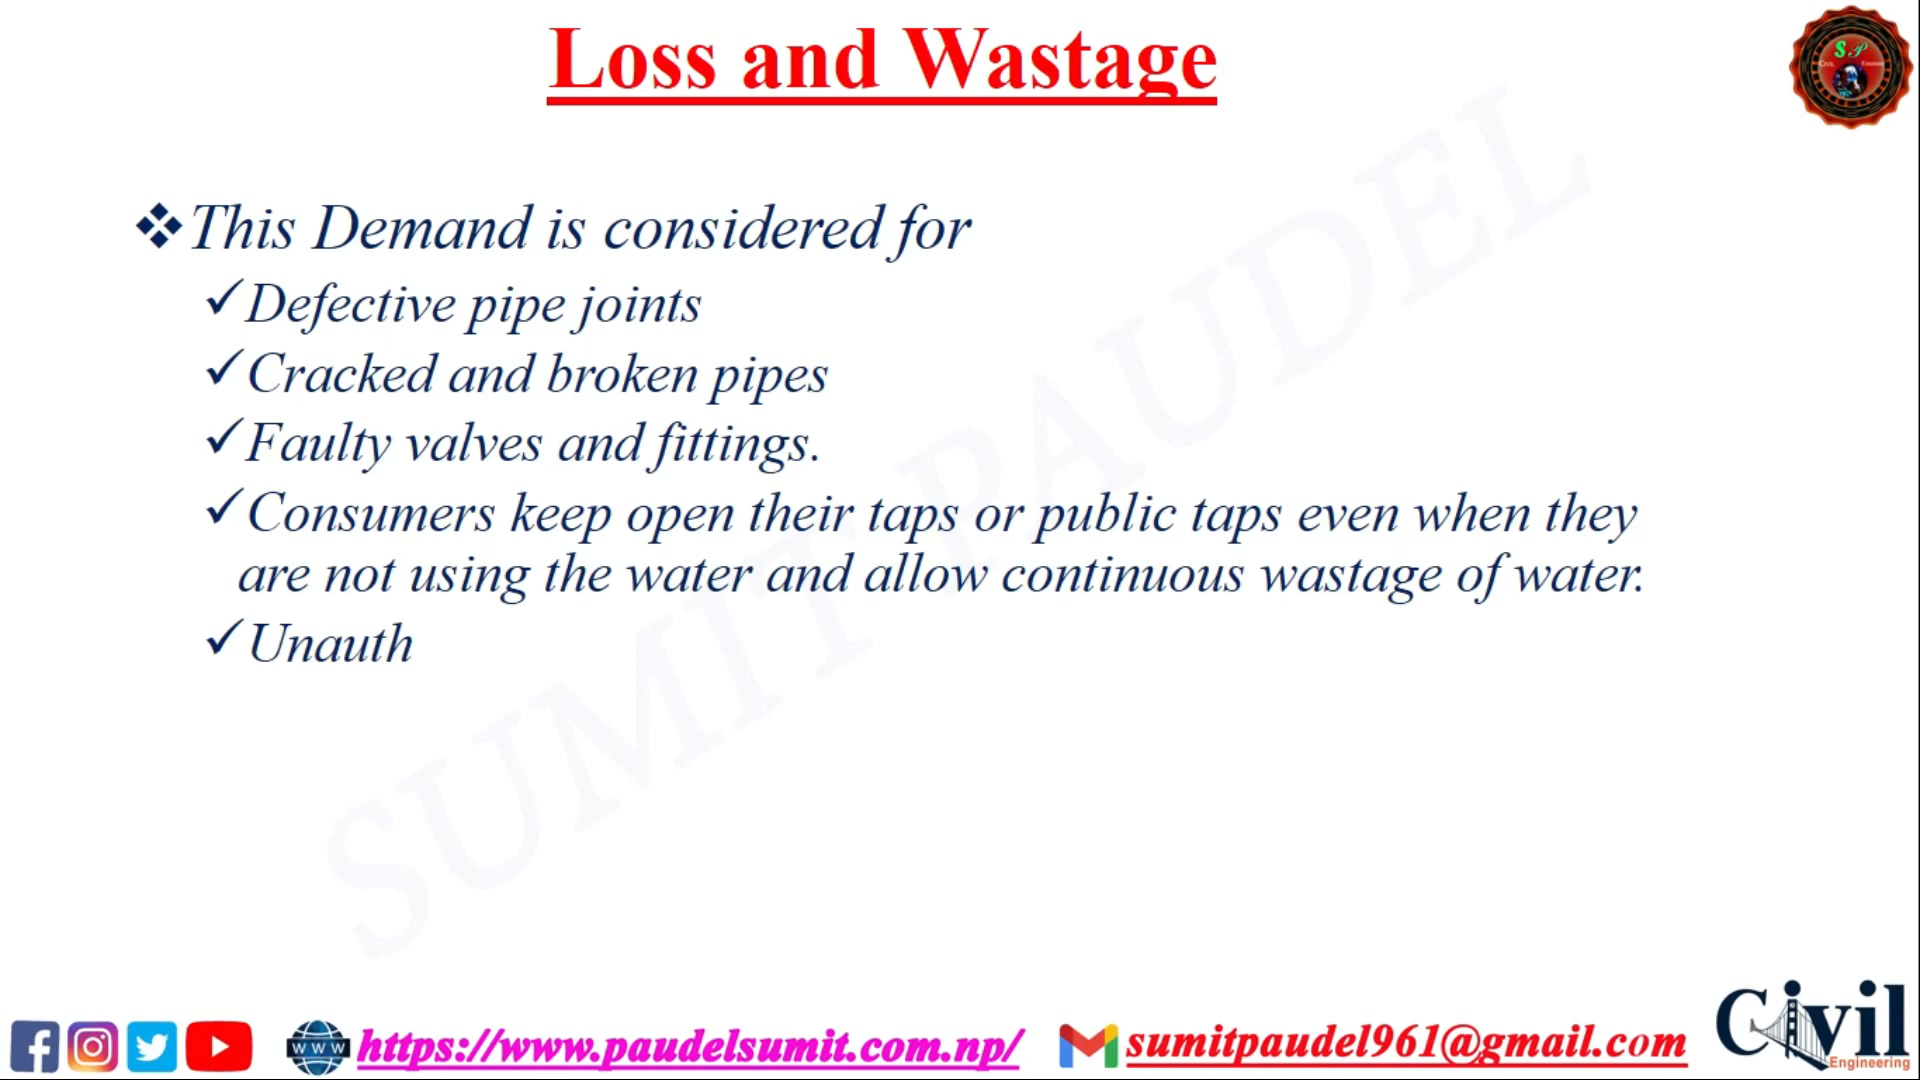 Loss and Wastage
S P
This Demand is considered for
Defective pipe joints
Cracked and broken pipes
Faulty valves and fittings.
Consumers keep open their taps or public taps even when they
are not using the water and allow continuous wastage of water.
Unauth
SUMIT PAUDEL
WWW https://www.paudelsumit.com.np/ sumitpaudel961@gmail.com
Civil
Engineering